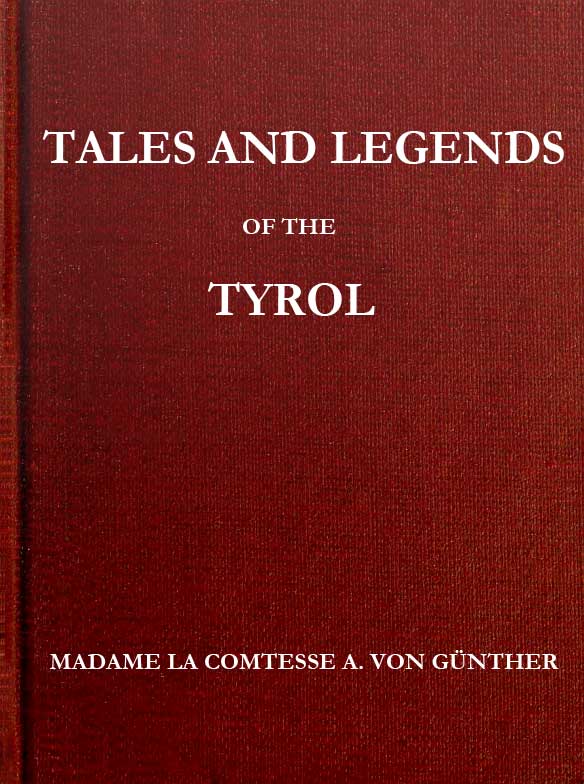 TALES AND LEGENDS
OF THE
TYROL
MADAME LA COMTESSE A. VON GÜNTHER